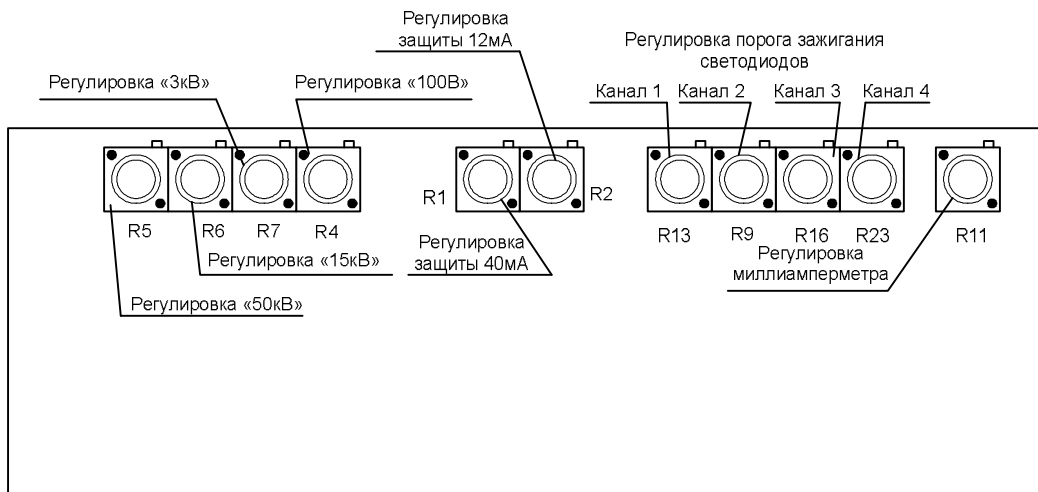 Регулировка
защиты 12мА
Регулировка порога зажигания
светодиодов
Регулировка «3кВ»
Регулировка «100В»
Канал 1
Канал 2
Канал 3
Канал 4
R1
R2
R5
R6
R7
R4
R13
R9
R16
R23
R11
Регулировка
защиты 40мА
Регулировка
миллиамперметра
Регулировка «15кВ»
Регулировка «50кВ»